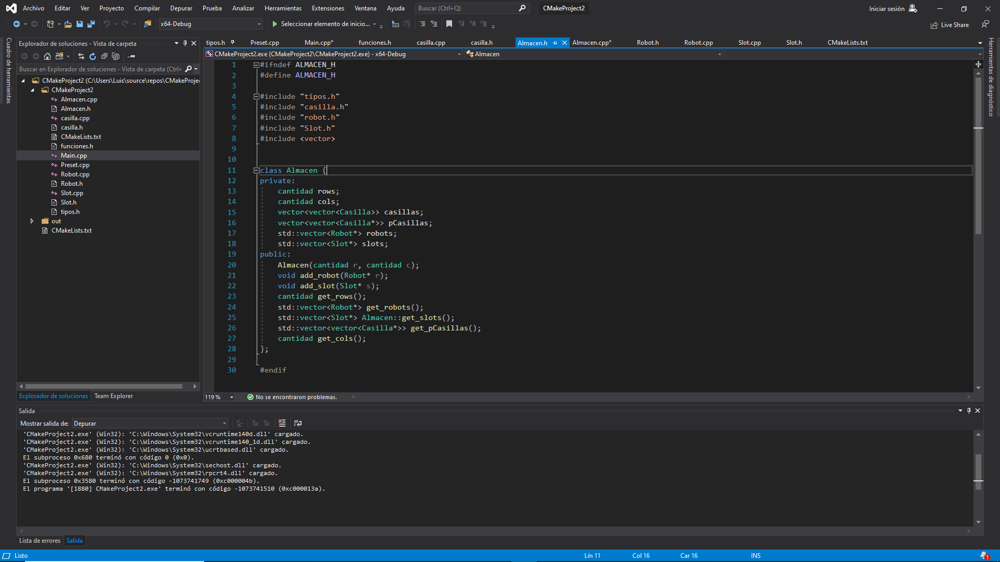 Archivo Editar Ver Proyecto Compilar Depurar Prueba Analizar Herramientas Extensiones Ventana Ayuda Buscar (Ctrl+Q) CMakeProject2 Iniciar sesión
x64-Debug Seleccionar elemento de inicio... Live Share
Cuadro de herramientas
Explorador de soluciones - Vista de carpeta
Buscar en Explorador de soluciones - Vista de carpeta (Ctrl+
CMakeProject2 (C:\Users\Luis\source\repos\CMakeProje
CMakeProject2
Almacen.cpp
Almacen.h
casilla.cpp
casilla.h
CMakeLists.txt
funciones.h
Main.cpp
Preset.cpp
Robot.cpp
Robot.h
Slot.cpp
Slot.h
tipos.h
out
CMakeLists.txt
Explorador de soluciones Team Explorer
tipos.h Preset.cpp Main.cpp* funciones.h casilla.cpp casilla.h Almacen.h Almacen.cpp* Robot.h Robot.cpp Slot.cpp Slot.h CMakeLists.txt
CMakeProject2.exe (CMakeProject2\CMakeProject2.exe) - x64-Debug Almacen
1 #ifndef ALMACEN_H
2 #define ALMACEN_H
3
4 #include "tipos.h"
5 #include "casilla.h"
6 #include "robot.h"
7 #include "Slot.h"
8 #include <vector>
9
10
11 class Almacen {
12 private:
13 cantidad rows;
14 cantidad cols;
15 vector<vector<Casilla>> casillas;
16 vector<vector<Casilla*>> pCasillas;
17 std::vector<Robot*> robots;
18 std::vector<Slot*> slots;
19 public:
20 Almacen(cantidad r, cantidad c);
21 void add_robot(Robot* r);
22 void add_slot(Slot* s);
23 cantidad get_rows();
24 std::vector<Robot*> get_robots();
25 std::vector<Slot*> Almacen::get_slots();
26 std::vector<vector<Casilla*>> get_pCasillas();
27 cantidad get_cols();
28 };
29
30 #endif
119 % No se encontraron problemas.
Herramientas de diagnóstico
Salida
Mostrar salida de: Depurar
'CMakeProject2.exe' (Win32): 'C:\Windows\System32\vcruntime140d.dll' cargado.
'CMakeProject2.exe' (Win32): 'C:\Windows\System32\vcruntime140_1d.dll' cargado.
'CMakeProject2.exe' (Win32): 'C:\Windows\System32\ucrtbased.dll' cargado.
El subproceso 0x680 terminó con código 0 (0x0).
'CMakeProject2.exe' (Win32): 'C:\Windows\System32\sechost.dll' cargado.
'CMakeProject2.exe' (Win32): 'C:\Windows\System32\rpcrt4.dll' cargado.
El subproceso 0x3580 terminó con código -1073741749 (0xc000004b).
El programa '[1880] CMakeProject2.exe' terminó con código -1073741510 (0xc000013a).
Lista de errores Salida
Listo Lín 11 Col 16 Car 16 INS 1